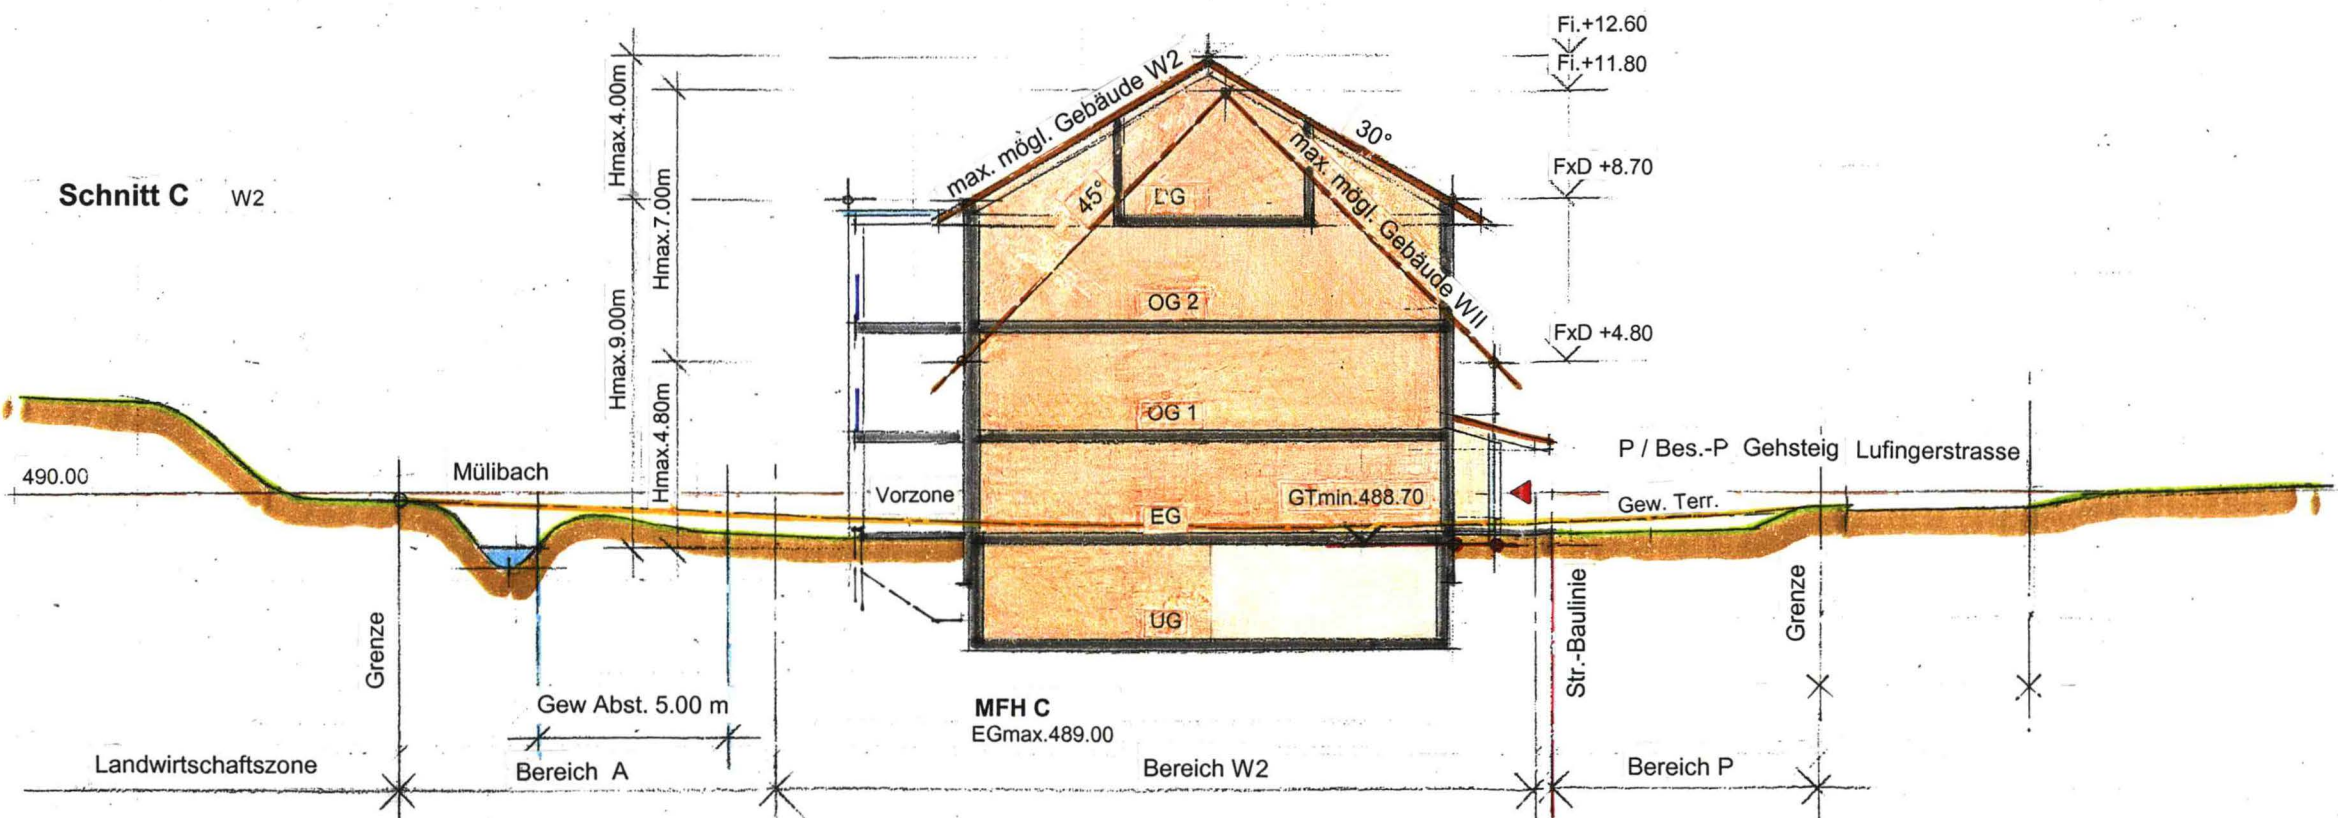 Fi.+12.60
Fi.+11.80
Hmax.4.00m
max. mögl. Gebäude W2
30°
FxD +8.70
Schnitt C W2
Hmax.7.00m
45°
max. mögl. Gebäude WII
OG 2
FxD +4.80
Hmax.9.00m
OG 1
Hmax.4.80m
P / Bes.-P Gehsteig Lufingerstrasse
490.00
Mülibach
Vorzone
GTmin.488.70
Gew. Terr.
EG
UG
Grenze
Str.-Baulinie
Grenze
Gew Abst. 5.00 m
MFH C
EGmax.489.00
Landwirtschaftszone
Bereich A
Bereich W2
Bereich P